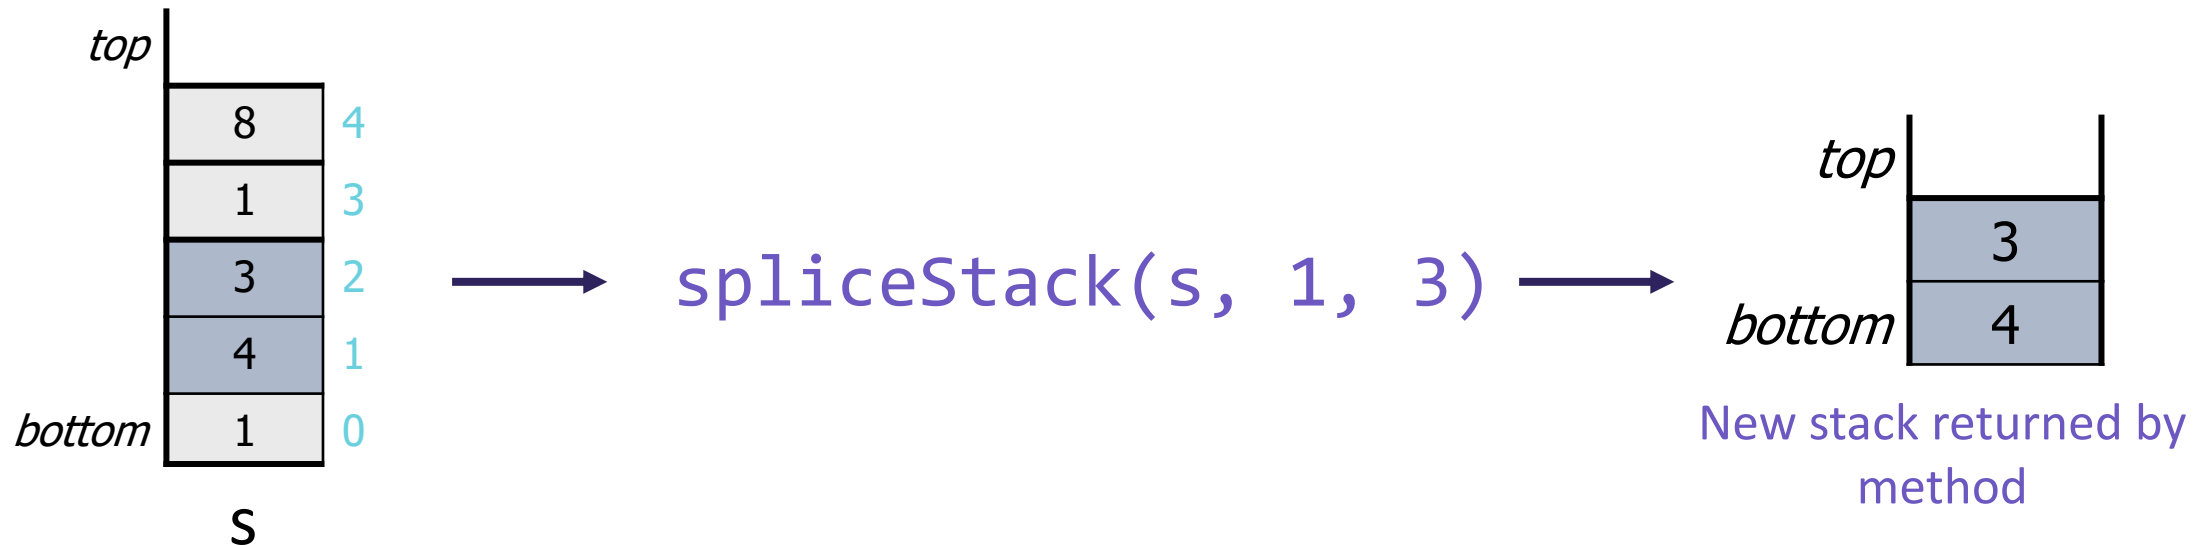 top
8 4
1 3
3 2
4 1
bottom 1 0
s
spliceStack(s, 1, 3)
top
3
bottom 4
New stack returned by
method